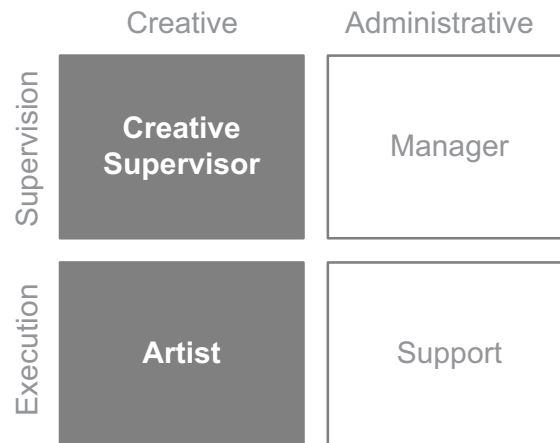 Creative
Administrative
Supervision
Creative
Supervisor
Manager
Execution
Artist
Support